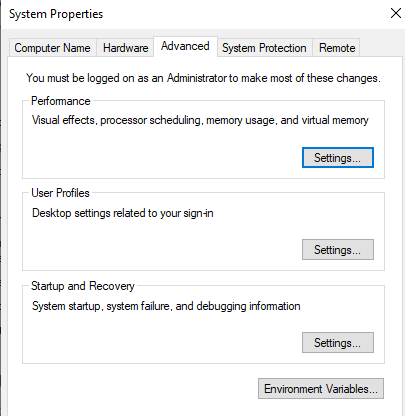 System Properties
Computer Name
Hardware
Advanced
System Protection
Remote
You must be logged on as an Administrator to make most of these changes.
Performance
Visual effects, processor scheduling, memory usage, and virtual memory
Settings...
User Profiles
Desktop settings related to your sign-in
Settings...
Startup and Recovery
System startup, system failure, and debugging information
Settings...
Environment Variables...